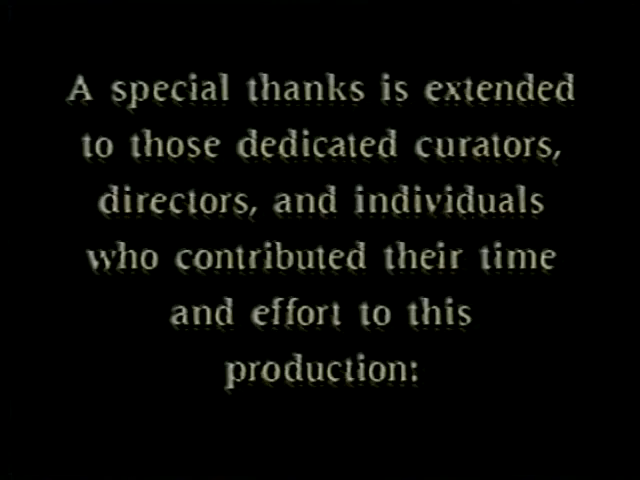 A special thanks is extended
to those dedicated curators,
directors, and individuals
who contributed their time
and effort to this
production: